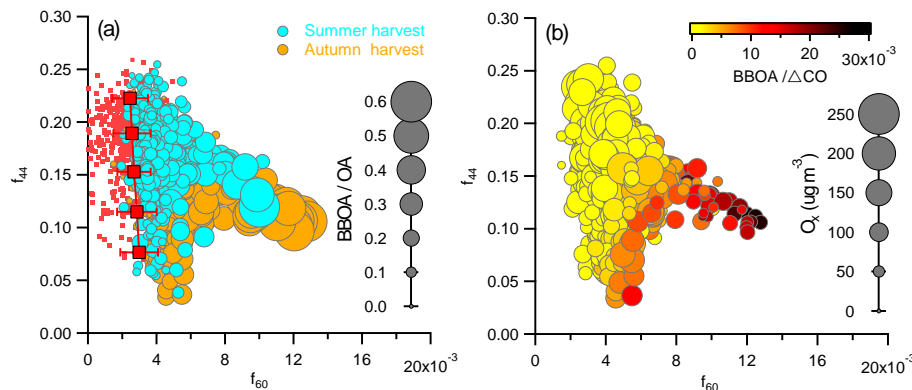 (a)
Summer harvest
Autumn harvest
f44
0.30
0.25
0.20
0.15
0.10
0.05
0.00
0
4
8
12
16
20x10-3
f60
BBOA / OA
0.6
0.5
0.4
0.3
0.2
0.1
0.0
(b)
0
10
20
30x10-3
BBOA /△CO
f44
0.30
0.25
0.20
0.15
0.10
0.05
0.00
0
4
8
12
16
20x10-3
f60
Ox (ug m-3)
250
200
150
100
50
0